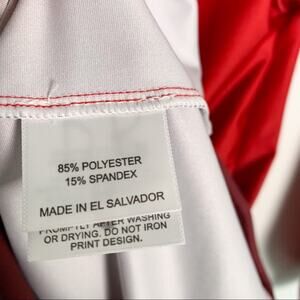 85% POLYESTER
15% SPANDEX
MADE IN EL SALVADOR
PROMPTLY AFTER WASHING
OR DRYING. DO NOT IRON
PRINT DESIGN.